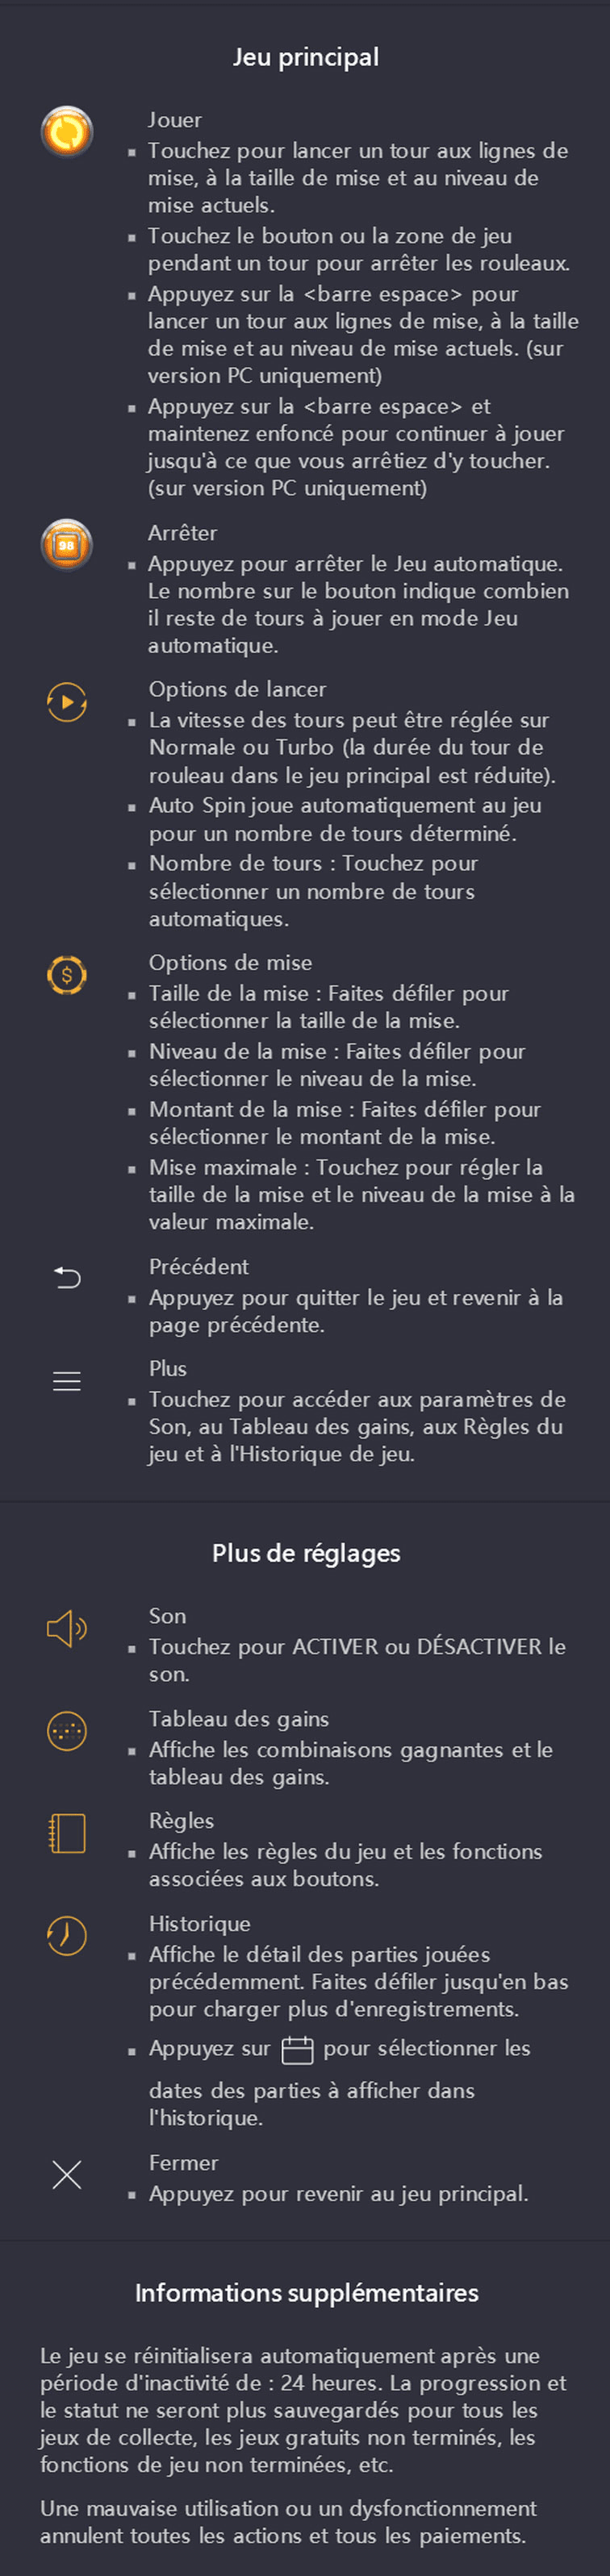 Jeu principal
Jouer
▪ Touchez pour lancer un tour aux lignes de
mise, à la taille de mise et au niveau de
mise actuels.
▪ Touchez le bouton ou la zone de jeu
pendant un tour pour arrêter les rouleaux.
▪ Appuyez sur la <barre espace> pour
lancer un tour aux lignes de mise, à la taille
de mise et au niveau de mise actuels. (sur
version PC uniquement)
▪ Appuyez sur la <barre espace> et
maintenez enfoncé pour continuer à jouer
jusqu'à ce que vous arrêtiez d'y toucher.
(sur version PC uniquement)
98
Arrêter
▪ Appuyez pour arrêter le Jeu automatique.
Le nombre sur le bouton indique combien
il reste de tours à jouer en mode Jeu
automatique.
Options de lancer
▪ La vitesse des tours peut être réglée sur
Normale ou Turbo (la durée du tour de
rouleau dans le jeu principal est réduite).
▪ Auto Spin joue automatiquement au jeu
pour un nombre de tours déterminé.
▪ Nombre de tours : Touchez pour
sélectionner un nombre de tours
automatiques.
$
Options de mise
▪ Taille de la mise : Faites défiler pour
sélectionner la taille de la mise.
▪ Niveau de la mise : Faites défiler pour
sélectionner le niveau de la mise.
▪ Montant de la mise : Faites défiler pour
sélectionner le montant de la mise.
▪ Mise maximale : Touchez pour régler la
taille de la mise et le niveau de la mise à la
valeur maximale.
Précédent
▪ Appuyez pour quitter le jeu et revenir à la
page précédente.
Plus
▪ Touchez pour accéder aux paramètres de
Son, au Tableau des gains, aux Règles du
jeu et à l'Historique de jeu.
Plus de réglages
Son
▪ Touchez pour ACTIVER ou DÉSACTIVER le
son.
Tableau des gains
▪ Affiche les combinaisons gagnantes et le
tableau des gains.
Règles
▪ Affiche les règles du jeu et les fonctions
associées aux boutons.
Historique
▪ Affiche le détail des parties jouées
précédemment. Faites défiler jusqu'en bas
pour charger plus d'enregistrements.
▪ Appuyez sur pour sélectionner les
dates des parties à afficher dans
l'historique.
Fermer
▪ Appuyez pour revenir au jeu principal.
Informations supplémentaires
Le jeu se réinitialisera automatiquement après une
période d'inactivité de : 24 heures. La progression et
le statut ne seront plus sauvegardés pour tous les
jeux de collecte, les jeux gratuits non terminés, les
fonctions de jeu non terminées, etc.
Une mauvaise utilisation ou un dysfonctionnement
annulent toutes les actions et tous les paiements.